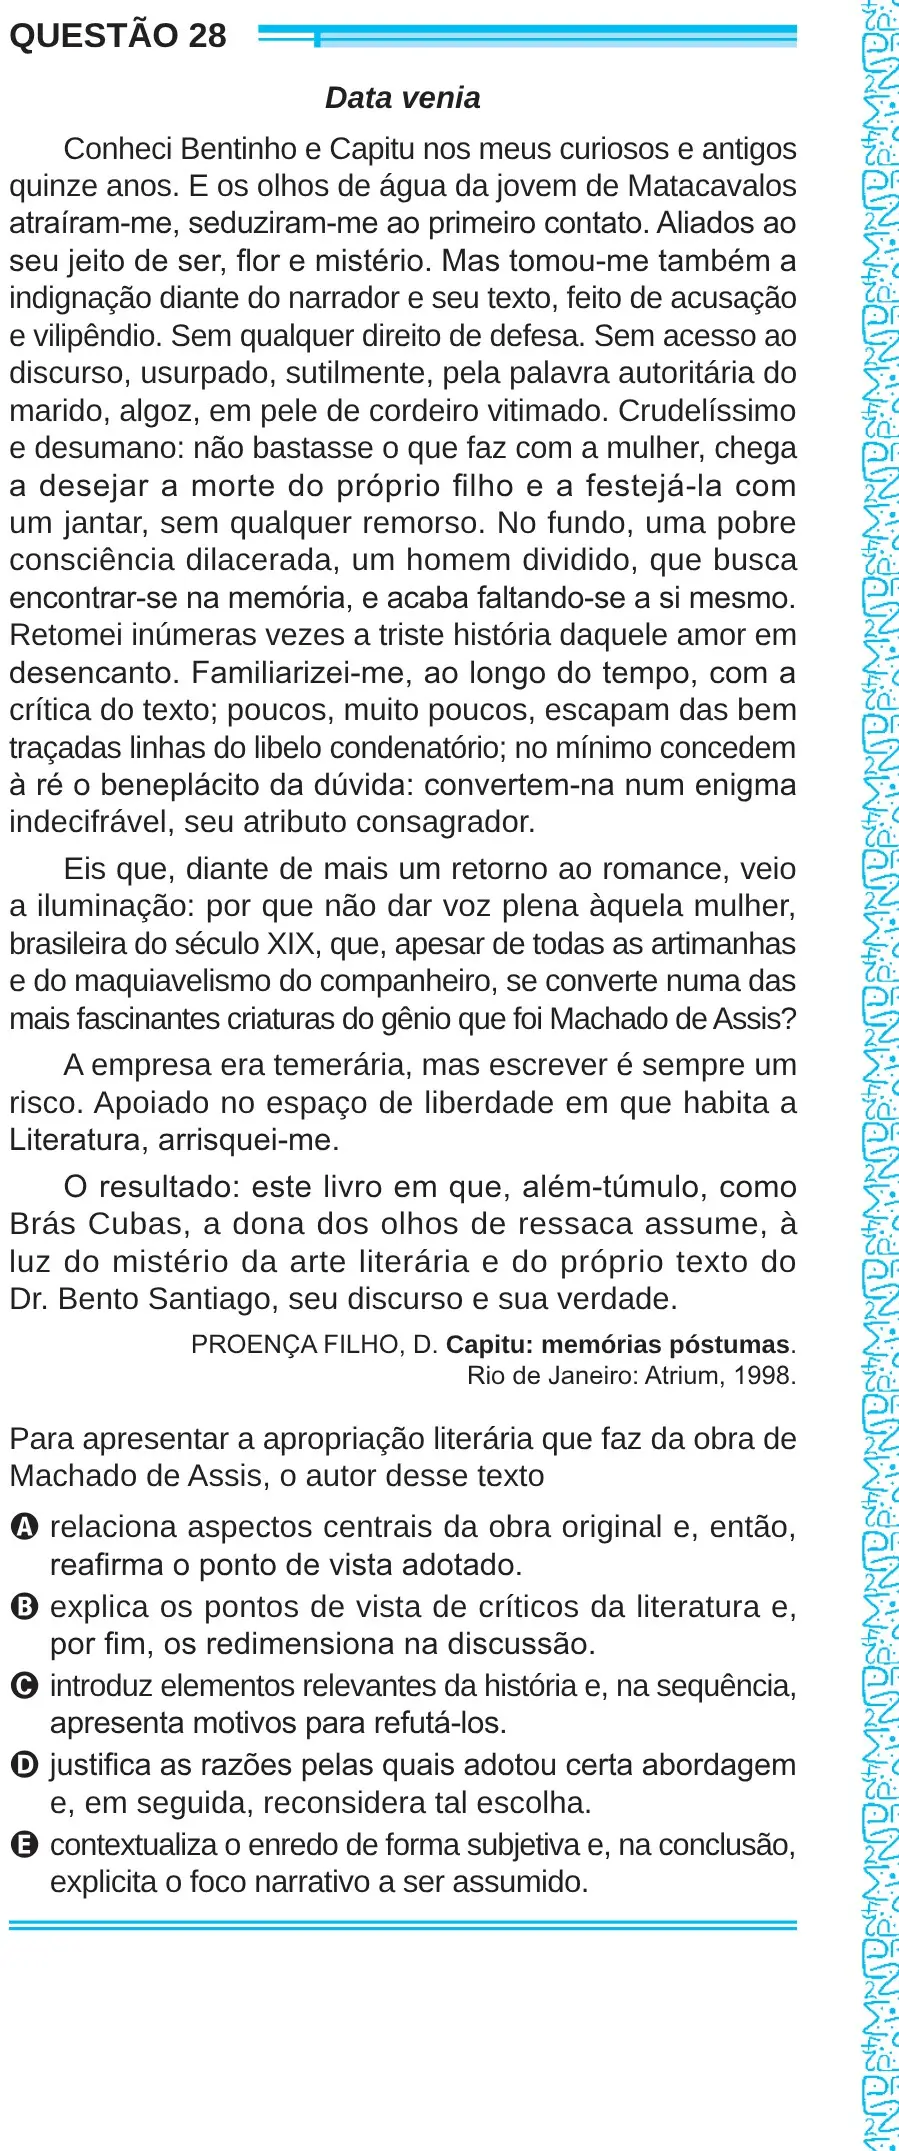 QUESTÃO 28
Data venia
Conheci Bentinho e Capitu nos meus curiosos e antigos
quinze anos. E os olhos de água da jovem de Matacavalos
atraíram-me, seduziram-me ao primeiro contato. Aliados ao
seu jeito de ser, flor e mistério. Mas tomou-me também a
indignação diante do narrador e seu texto, feito de acusação
e vilipêndio. Sem qualquer direito de defesa. Sem acesso ao
discurso, usurpado, sutilmente, pela palavra autoritária do
marido, algoz, em pele de cordeiro vitimado. Crudelíssimo
e desumano: não bastasse o que faz com a mulher, chega
a desejar a morte do próprio filho e a festejá-la com
um jantar, sem qualquer remorso. No fundo, uma pobre
consciência dilacerada, um homem dividido, que busca
encontrar-se na memória, e acaba faltando-se a si mesmo.
Retomei inúmeras vezes a triste história daquele amor em
desencanto. Familiarizei-me, ao longo do tempo, com a
crítica do texto; poucos, muito poucos, escapam das bem
traçadas linhas do libelo condenatório; no mínimo concedem
à ré o beneplácito da dúvida: convertem-na num enigma
indecifrável, seu atributo consagrador.
Eis que, diante de mais um retorno ao romance, veio
a iluminação: por que não dar voz plena àquela mulher,
brasileira do século XIX, que, apesar de todas as artimanhas
e do maquiavelismo do companheiro, se converte numa das
mais fascinantes criaturas do gênio que foi Machado de Assis?
A empresa era temerária, mas escrever é sempre um
risco. Apoiado no espaço de liberdade em que habita a
Literatura, arrisquei-me.
O resultado: este livro em que, além-túmulo, como
Brás Cubas, a dona dos olhos de ressaca assume, à
luz do mistério da arte literária e do próprio texto do
Dr. Bento Santiago, seu discurso e sua verdade.
PROENÇA FILHO, D. Capitu: memórias póstumas.
Rio de Janeiro: Atrium, 1998.
Para apresentar a apropriação literária que faz da obra de
Machado de Assis, o autor desse texto
A relaciona aspectos centrais da obra original e, então,
reafirma o ponto de vista adotado.
B explica os pontos de vista de críticos da literatura e,
por fim, os redimensiona na discussão.
C introduz elementos relevantes da história e, na sequência,
apresenta motivos para refutá-los.
D justifica as razões pelas quais adotou certa abordagem
e, em seguida, reconsidera tal escolha.
E contextualiza o enredo de forma subjetiva e, na conclusão,
explicita o foco narrativo a ser assumido.